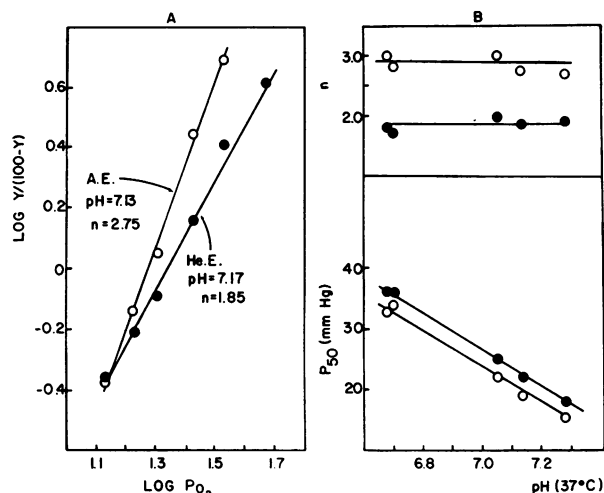 A
LOG Y/(100-Y)
0.6
0.4
0.2
0
-0.2
-0.4
A.E.
pH=7.13
n=2.75
He.E.
pH=7.17
n=1.85
1.1
1.3
1.5
1.7
LOG PO2
B
n
3.0
2.0
P50 (mm Hg)
40
30
20
6.8
7.0
7.2
pH (37°C)